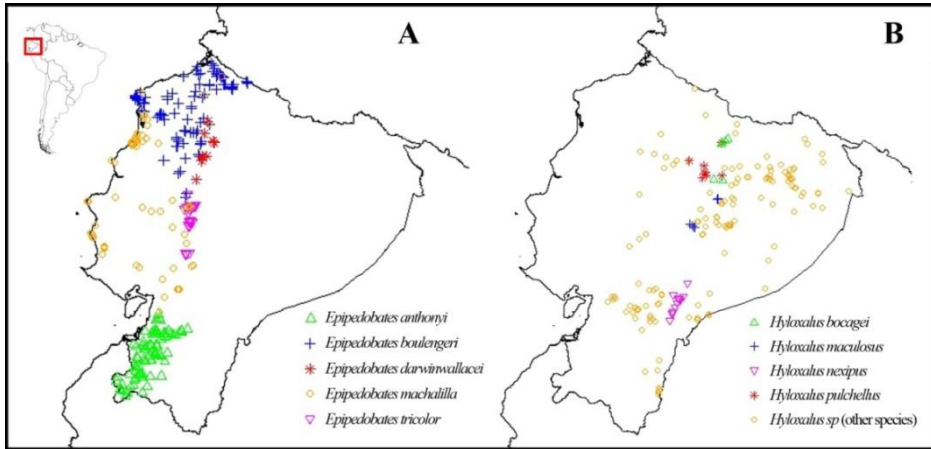 A
Epipedobates anthonyi
Epipedobates boulengeri
Epipedobates darwinwallacei
Epipedobates machalilla
Epipedobates tricolor
B
Hyloxalus bocagei
Hyloxalus maculosus
Hyloxalus nexipus
Hyloxalus pulchellus
Hyloxalus sp (other species)